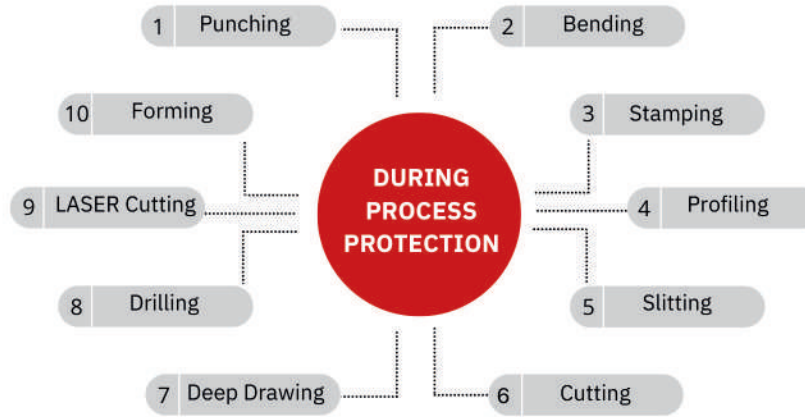 1 Punching
2 Bending
10 Forming
3 Stamping
DURING
PROCESS
PROTECTION
9 LASER Cutting
4 Profiling
8 Drilling
5 Slitting
7 Deep Drawing
6 Cutting